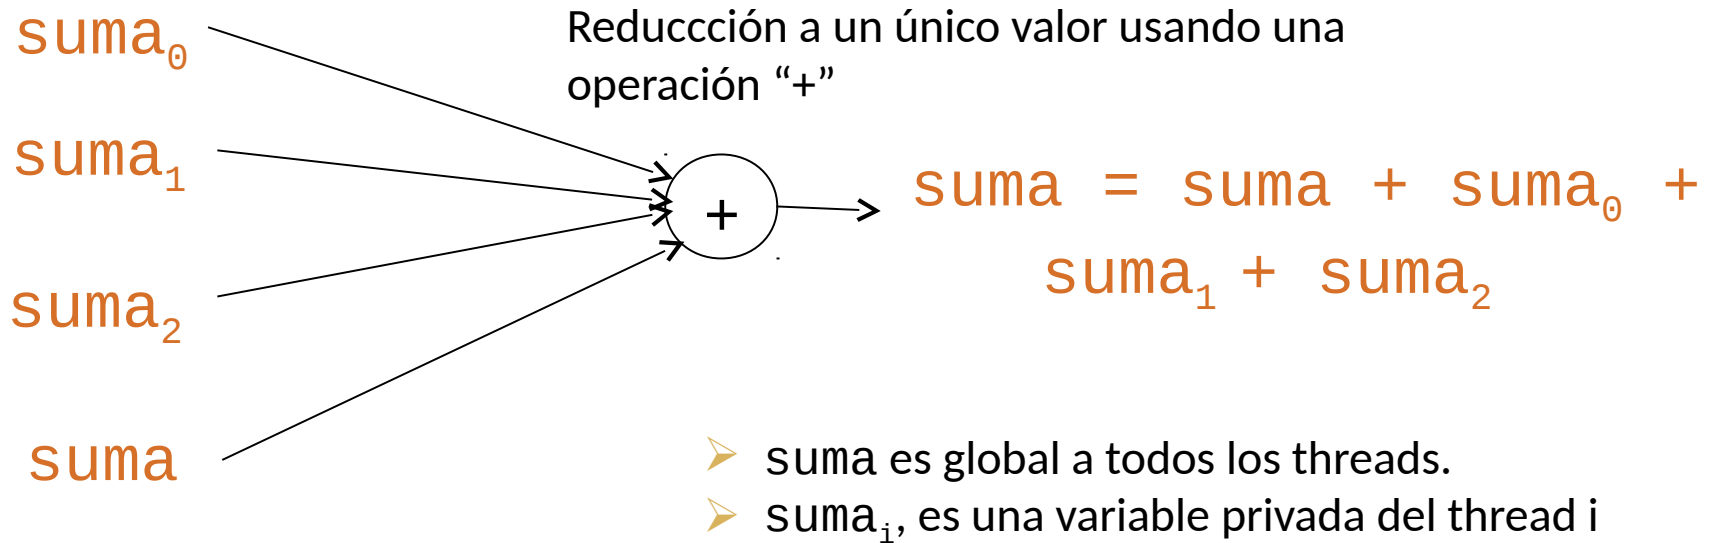 suma₀
Reduccción a un único valor usando una
operación “+”
suma₁
suma₂
suma
+
suma = suma + suma₀ +
suma₁ + suma₂
suma es global a todos los threads.
sumaᵢ, es una variable privada del thread i